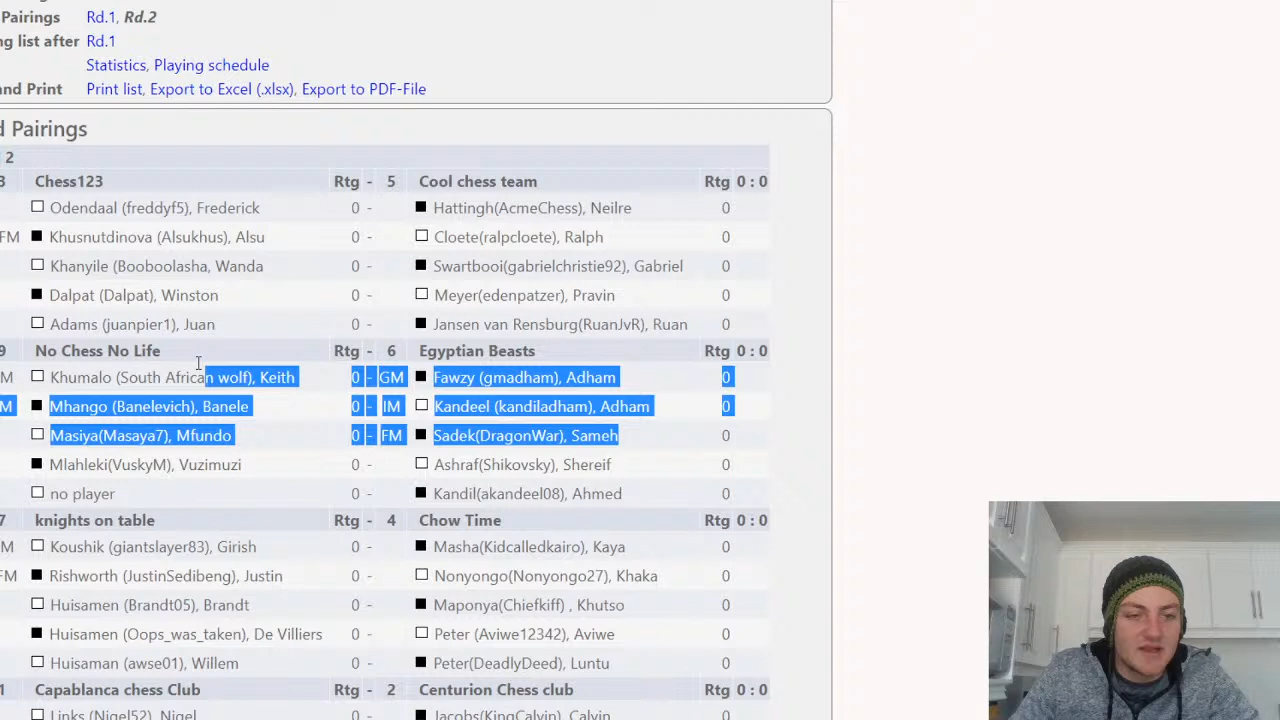 Pairings Rd.1, Rd.2
ng list after Rd.1
Statistics, Playing schedule
and Print Print list, Export to Excel (.xlsx), Export to PDF-File
d Pairings
2
3 Chess123 Rtg - 5 Cool chess team Rtg 0 : 0
Odendaal (freddyf5), Frederick 0 - Hattingh(AcmeChess), Neilre 0
FM Khusnutdinova (Alsukhus), Alsu 0 - Cloete(ralpcloete), Ralph 0
Khanyile (Booboolasha, Wanda 0 - Swartbooi(gabrielchristie92), Gabriel 0
Dalpat (Dalpat), Winston 0 - Meyer(edenpatzer), Pravin 0
Adams (juanpier1), Juan 0 - Jansen van Rensburg(RuanJvR), Ruan 0
9 No Chess No Life Rtg - 6 Egyptian Beasts Rtg 0 : 0
M Khumalo (South African wolf), Keith 0 - GM Fawzy (gmadham), Adham 0
M Mhango (Banelevich), Banele 0 - IM Kandeel (kandiladham), Adham 0
Masiya(Masaya7), Mfundo 0 - FM Sadek(DragonWar), Sameh 0
Mlahleki(VuskyM), Vuzimuzi 0 - Ashraf(Shikovsky), Shereif 0
no player 0 - Kandil(akandeel08), Ahmed 0
7 knights on table Rtg - 4 Chow Time Rtg 0 : 0
M Koushik (giantslayer83), Girish 0 - Masha(Kidcalledkairo), Kaya 0
FM Rishworth (JustinSedibeng), Justin 0 - Nonyongo(Nonyongo27), Khaka 0
Huisamen (Brandt05), Brandt 0 - Maponya(Chiefkiff) , Khutso 0
Huisamen (Oops_was_taken), De Villiers 0 - Peter (Aviwe12342), Aviwe 0
Huisaman (awse01), Willem 0 - Peter(DeadlyDeed), Luntu 0
1 Capablanca chess Club Rtg - 2 Centurion Chess club Rtg 0 : 0
Links (Nigel52), Nigel 0 - Jacobs(KingCalvin), Calvin 0